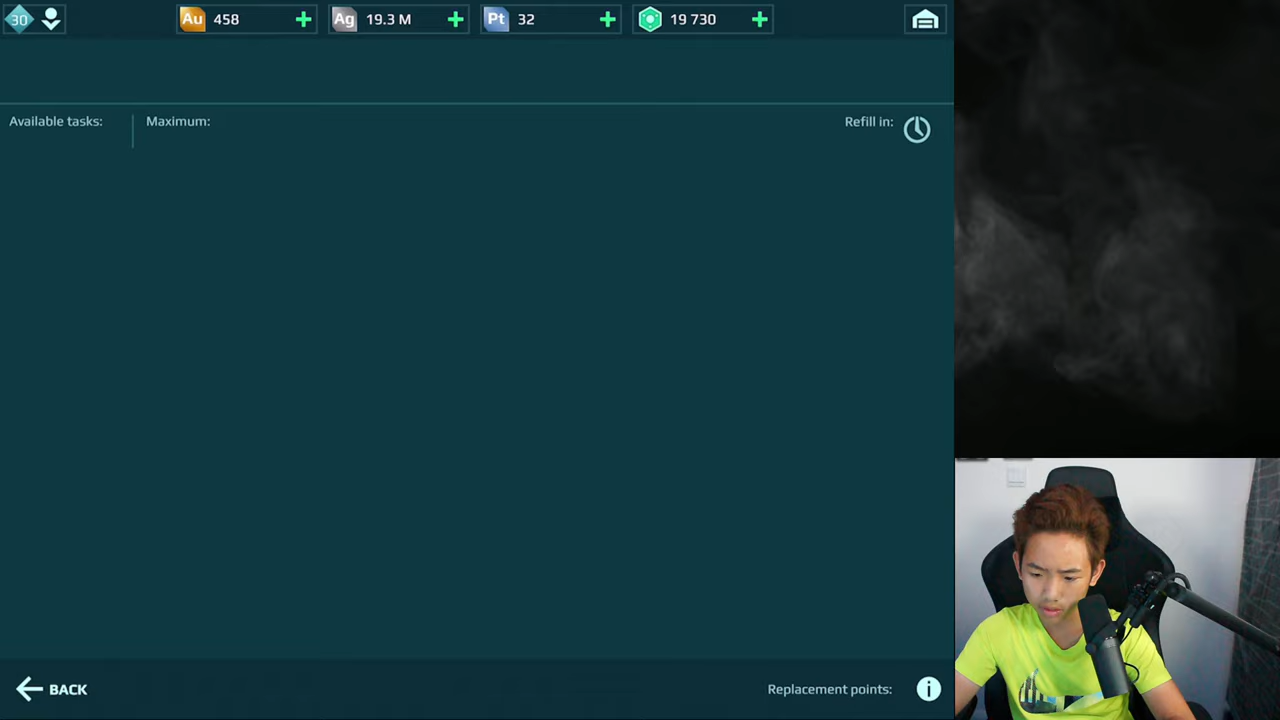 30
Au 458 +
Ag 19.3 M +
Pt 32 +
19 730 +
Available tasks:
Maximum:
Refill in:
BACK
Replacement points:
i